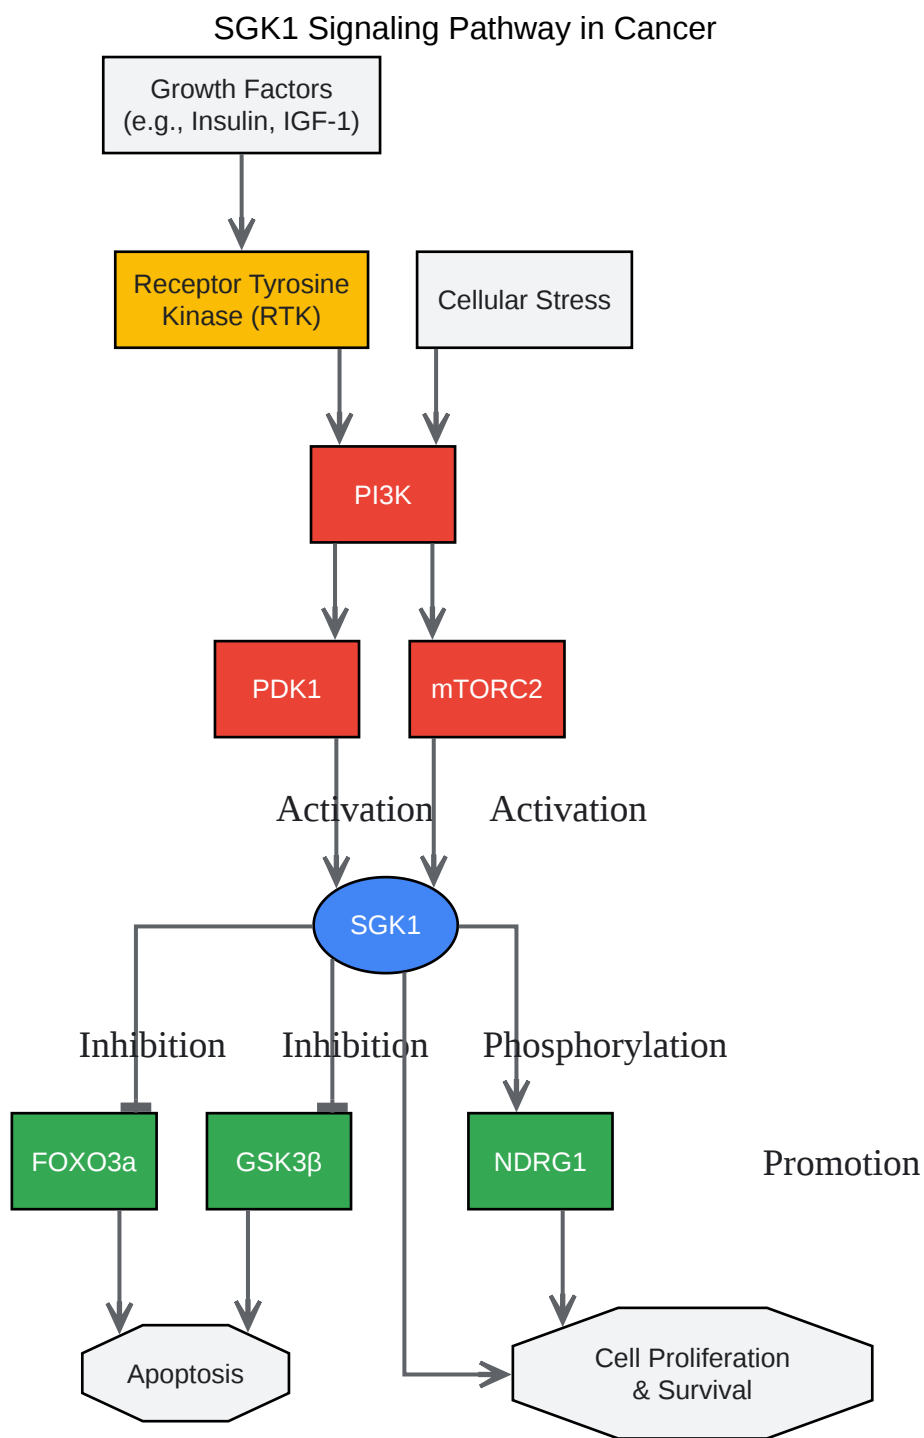 SGK1 Signaling Pathway in Cancer
Growth Factors
(e.g., Insulin, IGF-1)
Receptor Tyrosine
Kinase (RTK)
Cellular Stress
PI3K
PDK1
mTORC2
Activation
Activation
SGK1
Inhibition
Inhibition
Phosphorylation
FOXO3a
GSK3β
NDRG1
Promotion
Apoptosis
Cell Proliferation
& Survival